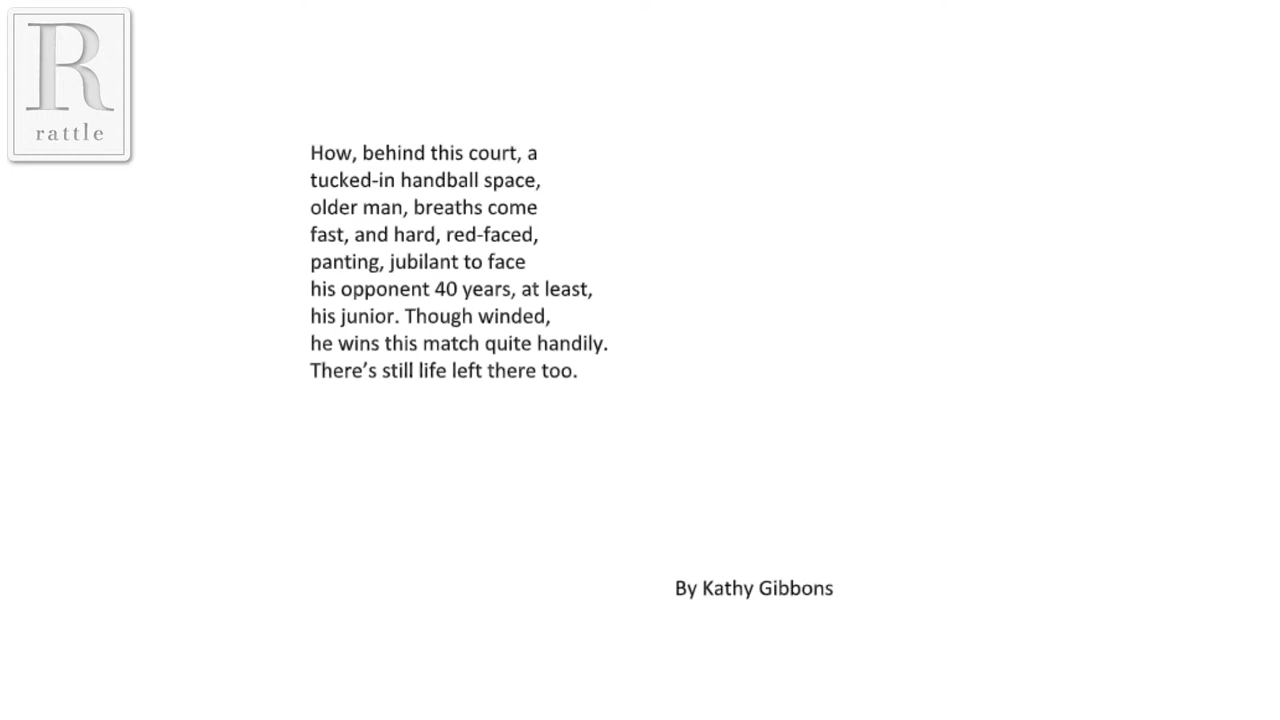 R
rattle
How, behind this court, a
tucked-in handball space,
older man, breaths come
fast, and hard, red-faced,
panting, jubilant to face
his opponent 40 years, at least,
his junior. Though winded,
he wins this match quite handily.
There’s still life left there too.
By Kathy Gibbons